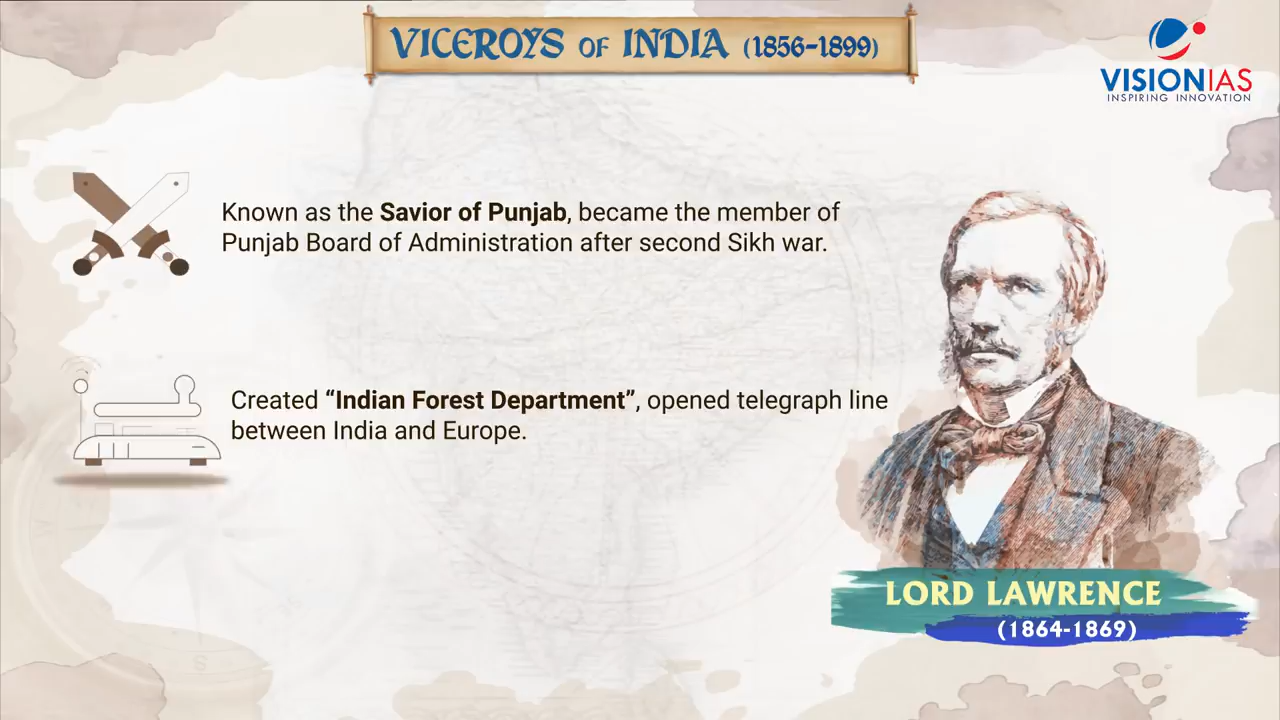 VICEROYS OF INDIA (1856-1899)
VISIONIAS
INSPIRING INNOVATION
Known as the Savior of Punjab, became the member of
Punjab Board of Administration after second Sikh war.
Created “Indian Forest Department”, opened telegraph line
between India and Europe.
LORD LAWRENCE
(1864-1869)